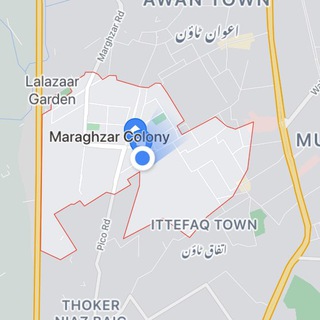 AWAN TOWN
اعوان ٹاؤن
Marghzar Rd
Lalazaar
Garden
Maraghzar Colony
MU
ITTEFAQ TOWN
اتفاق ٹاؤن
Pico Rd
THOKER
NIAZ BAIG